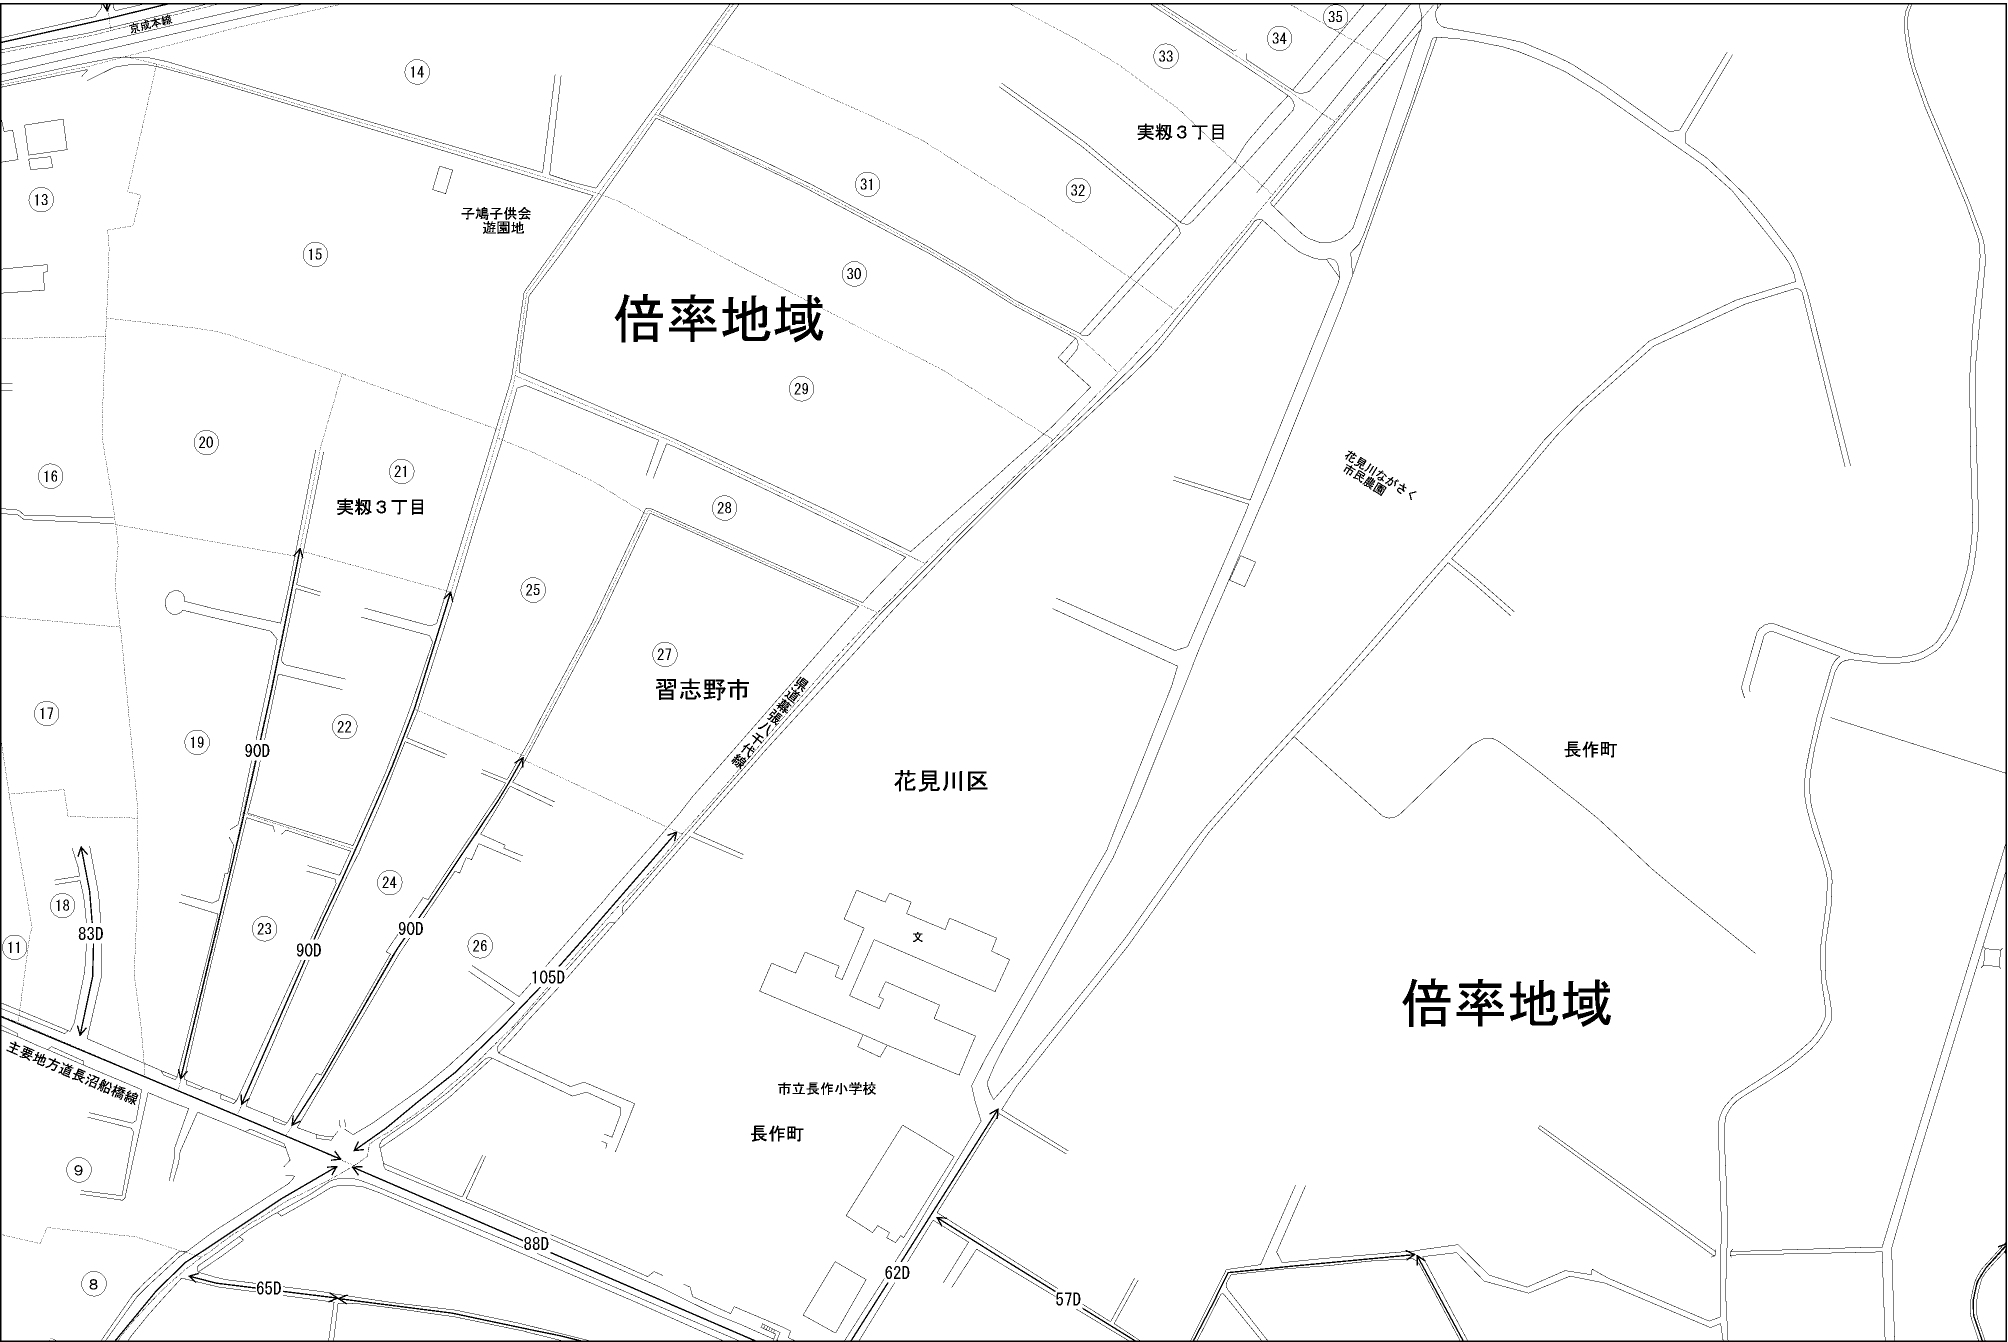 京成本線
35
34
33
14
実籾３丁目
13
31
32
子鳩子供会
遊園地
15
30
倍率地域
29
20
21
16
花見川ながさく
市民農園
実籾３丁目
28
25
27
習志野市
県道幕張八千代線
17
19
22
90D
長作町
花見川区
24
18
23
90D
83D
文
11
26
90D
105D
倍率地域
主要地方道長沼船橋線
市立長作小学校
長作町
9
88D
62D
8
65D
57D